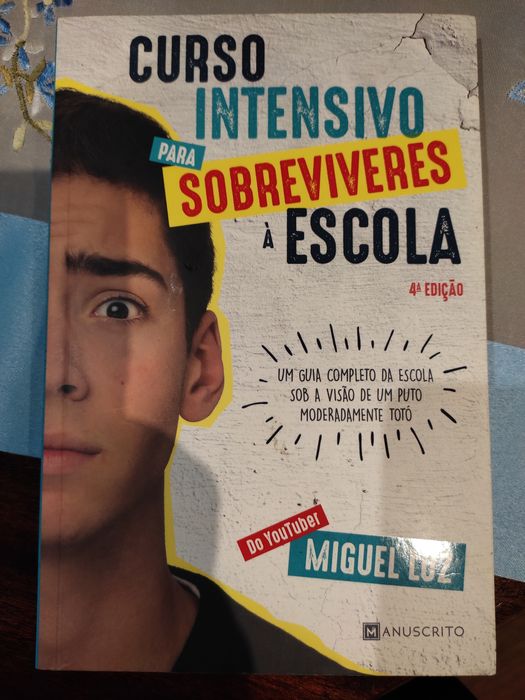 CURSO
INTENSIVO
PARA
SOBREVIVERES
À ESCOLA
4ª EDIÇÃO
UM GUIA COMPLETO DA ESCOLA
SOB A VISÃO DE UM PUTO
MODERADAMENTE TOTÓ
Do YouTuber
MIGUEL LUZ
M MANUSCRITO